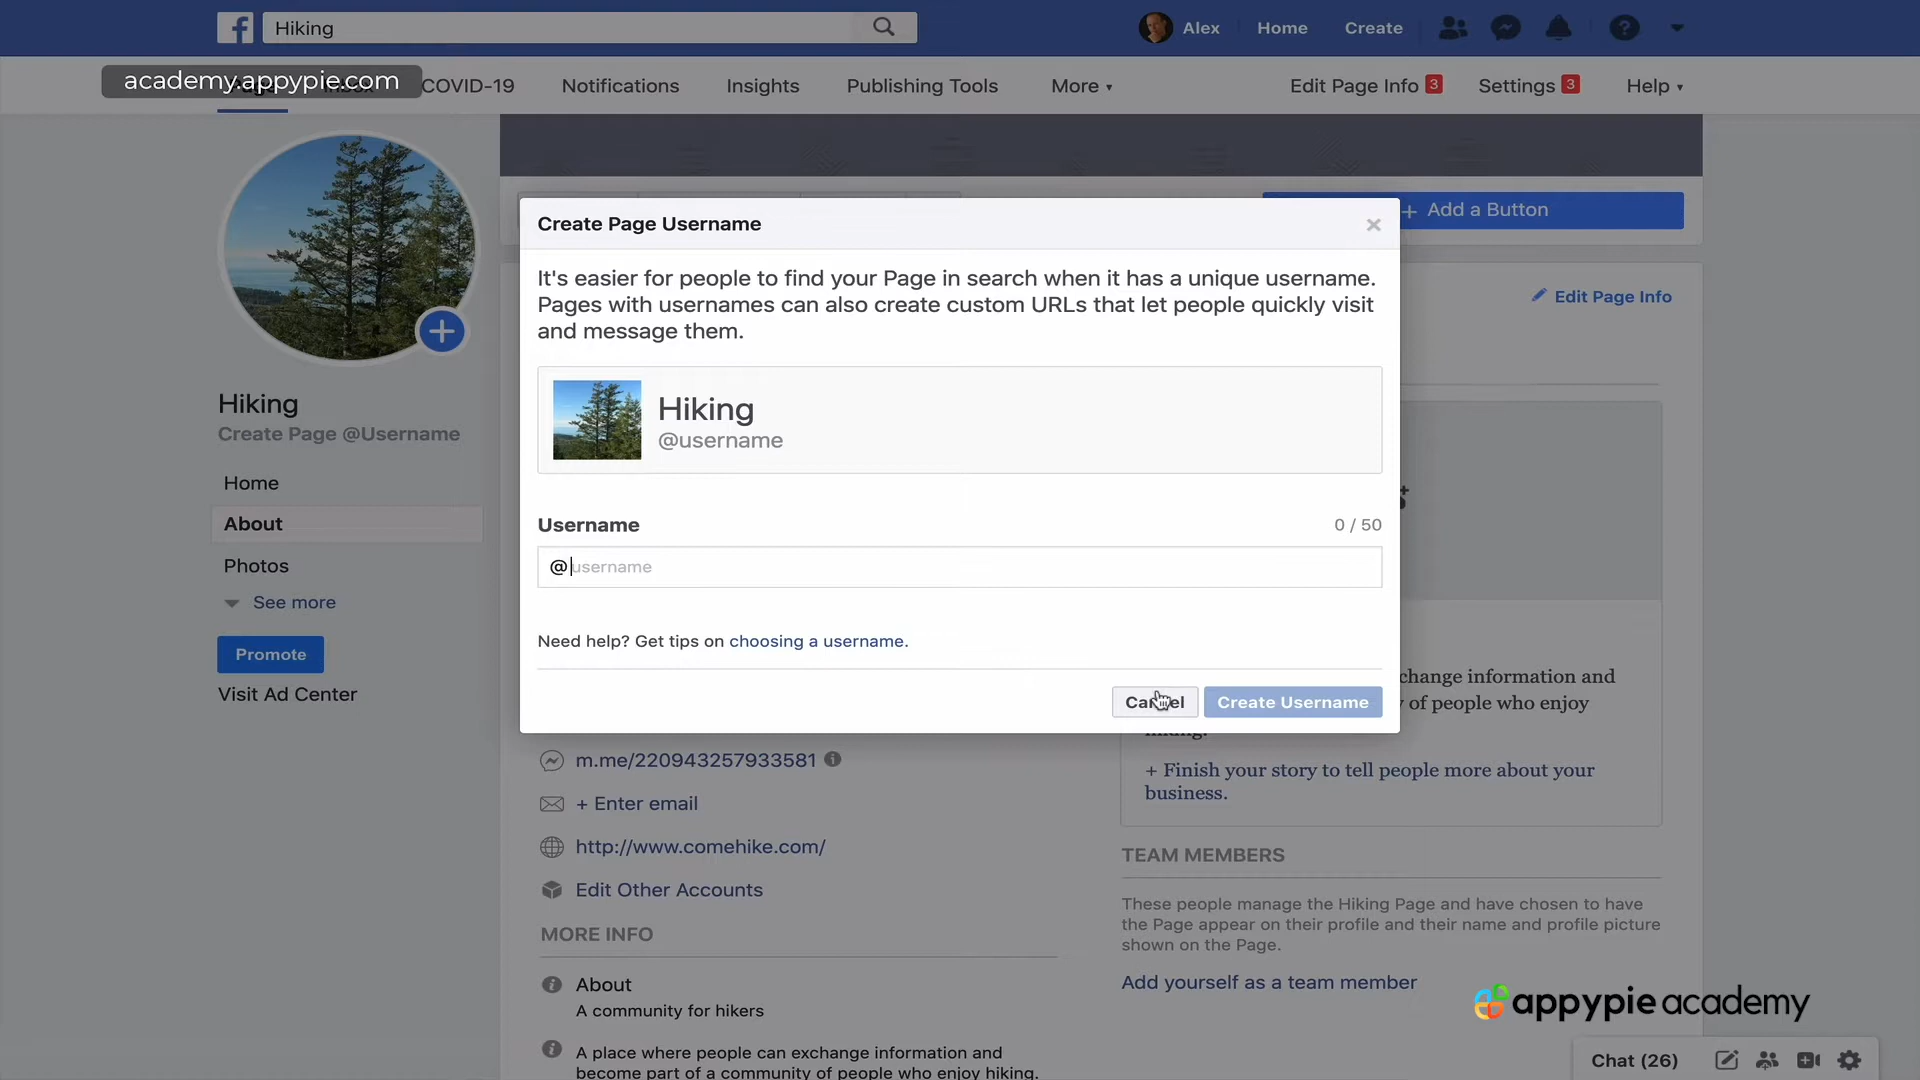 Hiking
Alex
Home
Create
academy.appypie.com
COVID-19
Notifications
Insights
Publishing Tools
More
Edit Page Info 3
Settings 3
Help
+ Add a Button
Hiking
Create Page @Username
Home
About
Photos
See more
Promote
Visit Ad Center
Create Page Username
It's easier for people to find your Page in search when it has a unique username.
Pages with usernames can also create custom URLs that let people quickly visit
and message them.
Hiking
@username
Username
0 / 50
@username
Need help? Get tips on choosing a username.
Cancel
Create Username
Edit Page Info
m.me/220943257933581
+ Enter email
http://www.comehike.com/
Edit Other Accounts
MORE INFO
About
A community for hikers
A place where people can exchange information and
become part of a community of people who enjoy hiking.
change information and
of people who enjoy
hiking.
+ Finish your story to tell people more about your
business.
TEAM MEMBERS
These people manage the Hiking Page and have chosen to have
the Page appear on their profile and their name and profile picture
shown on the Page.
Add yourself as a team member
appypie academy
Chat (26)